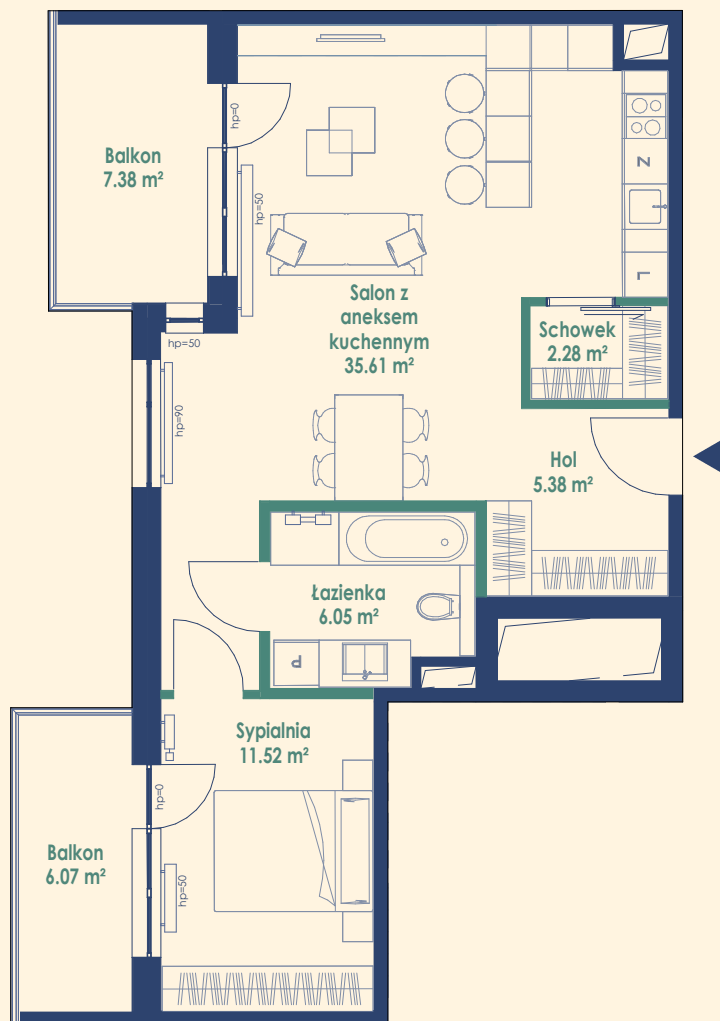 hp=0
Balkon
7.38 m²
Z
hp=50
L
Salon z
aneksem
kuchennym
35.61 m²
Schowek
2.28 m²
hp=50
hp=90
Hol
5.38 m²
Łazienka
6.05 m²
P
Sypialnia
11.52 m²
hp=0
Balkon
6.07 m²
hp=50